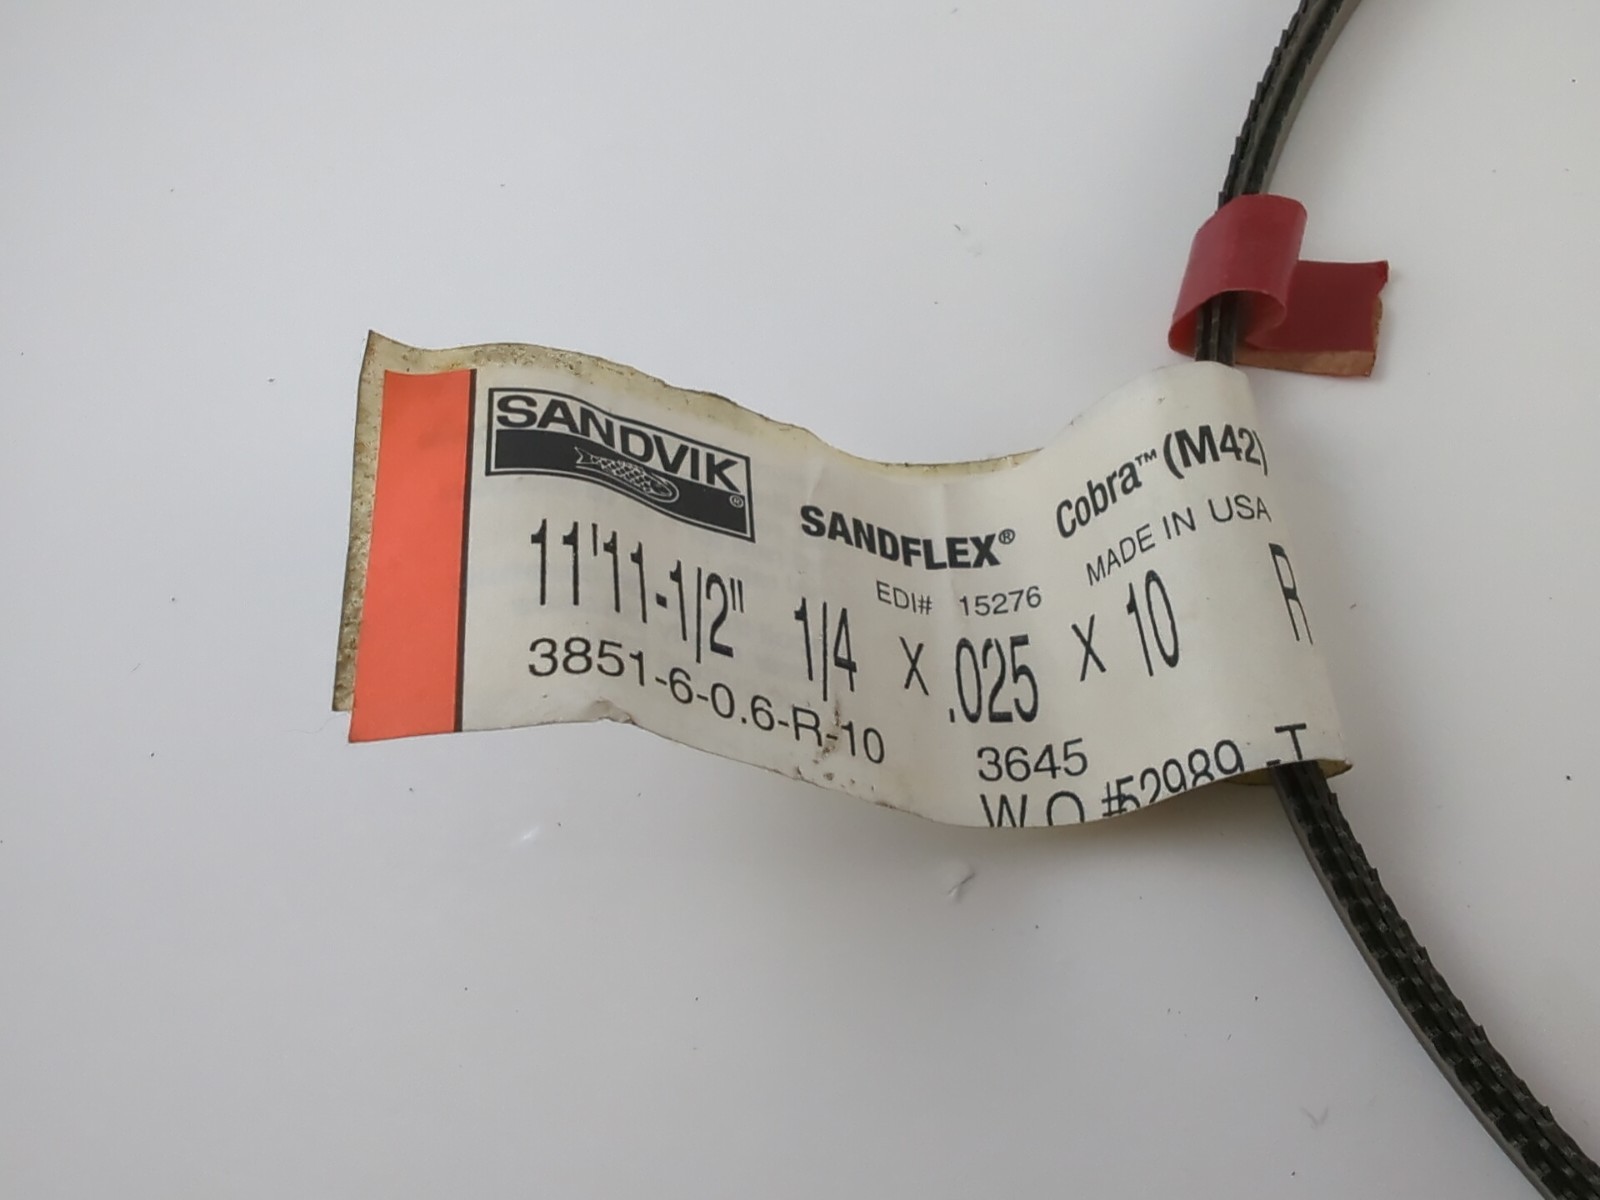 SANDVIK®
SANDFLEX® Cobra™ (M42)
EDI# 15276 MADE IN USA
11'11-1/2" 1/4 x .025 x 10 R
3851-6-0.6-R-10
3645
W.O.#52989 -T